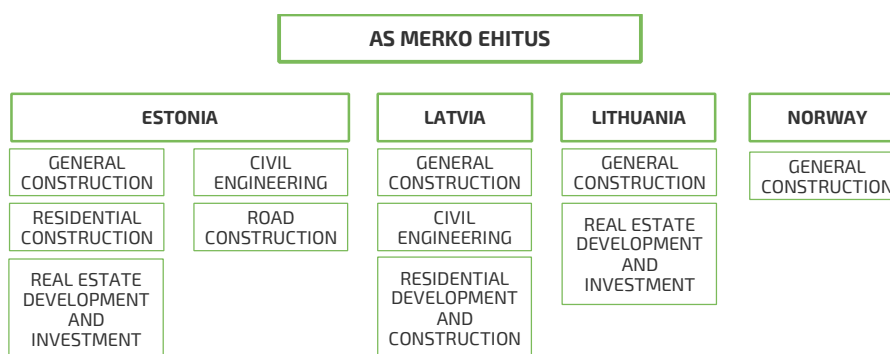 AS MERKO EHITUS
ESTONIA
GENERAL
CONSTRUCTION
CIVIL
ENGINEERING
RESIDENTIAL
CONSTRUCTION
ROAD
CONSTRUCTION
REAL ESTATE
DEVELOPMENT
AND
INVESTMENT
LATVIA
GENERAL
CONSTRUCTION
CIVIL
ENGINEERING
RESIDENTIAL
DEVELOPMENT
AND
CONSTRUCTION
LITHUANIA
GENERAL
CONSTRUCTION
REAL ESTATE
DEVELOPMENT
AND
INVESTMENT
NORWAY
GENERAL
CONSTRUCTION